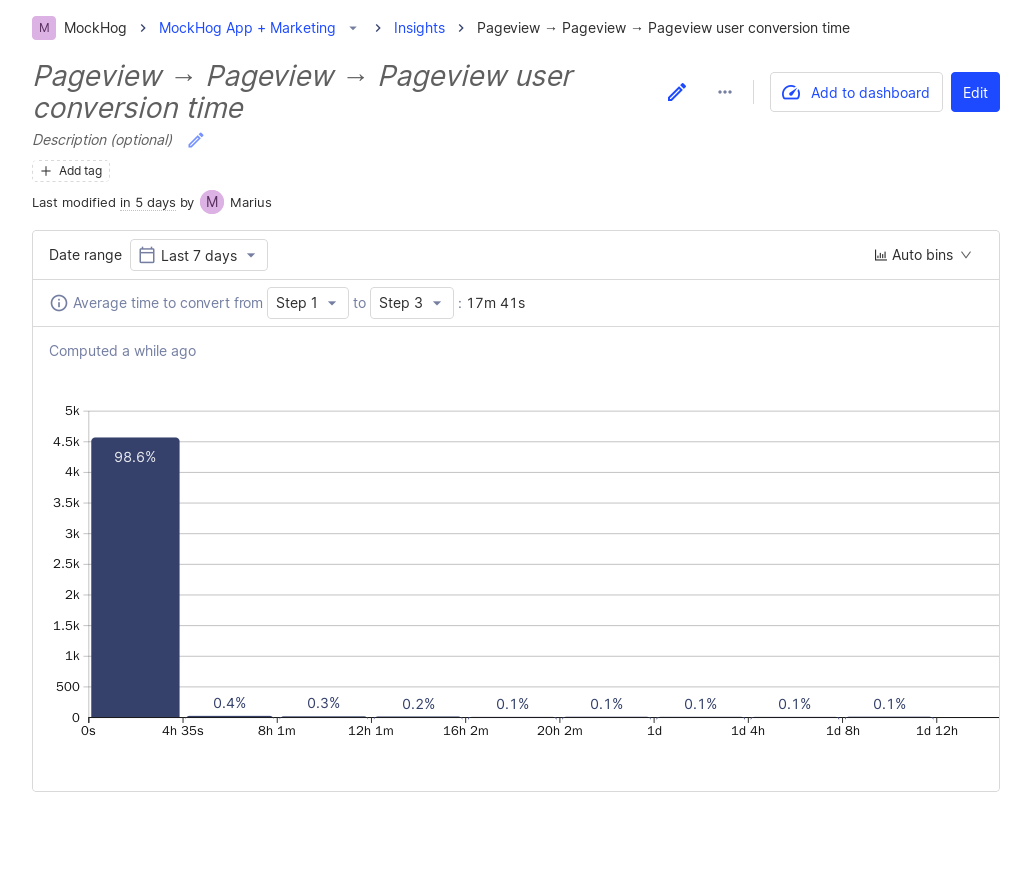 M MockHog MockHog App + Marketing Insights Pageview → Pageview → Pageview user conversion time
Pageview → Pageview → Pageview user
conversion time
Add to dashboard
Edit
Description (optional)
Add tag
Last modified in 5 days by M Marius
Date range Last 7 days Auto bins
Average time to convert from Step 1 to Step 3 : 17m 41s
Computed a while ago
5k
4.5k
4k
3.5k
3k
2.5k
2k
1.5k
1k
500
0
98.6% 0.4% 0.3% 0.2% 0.1% 0.1% 0.1% 0.1% 0.1%
0s 4h 35s 8h 1m 12h 1m 16h 2m 20h 2m 1d 1d 4h 1d 8h 1d 12h